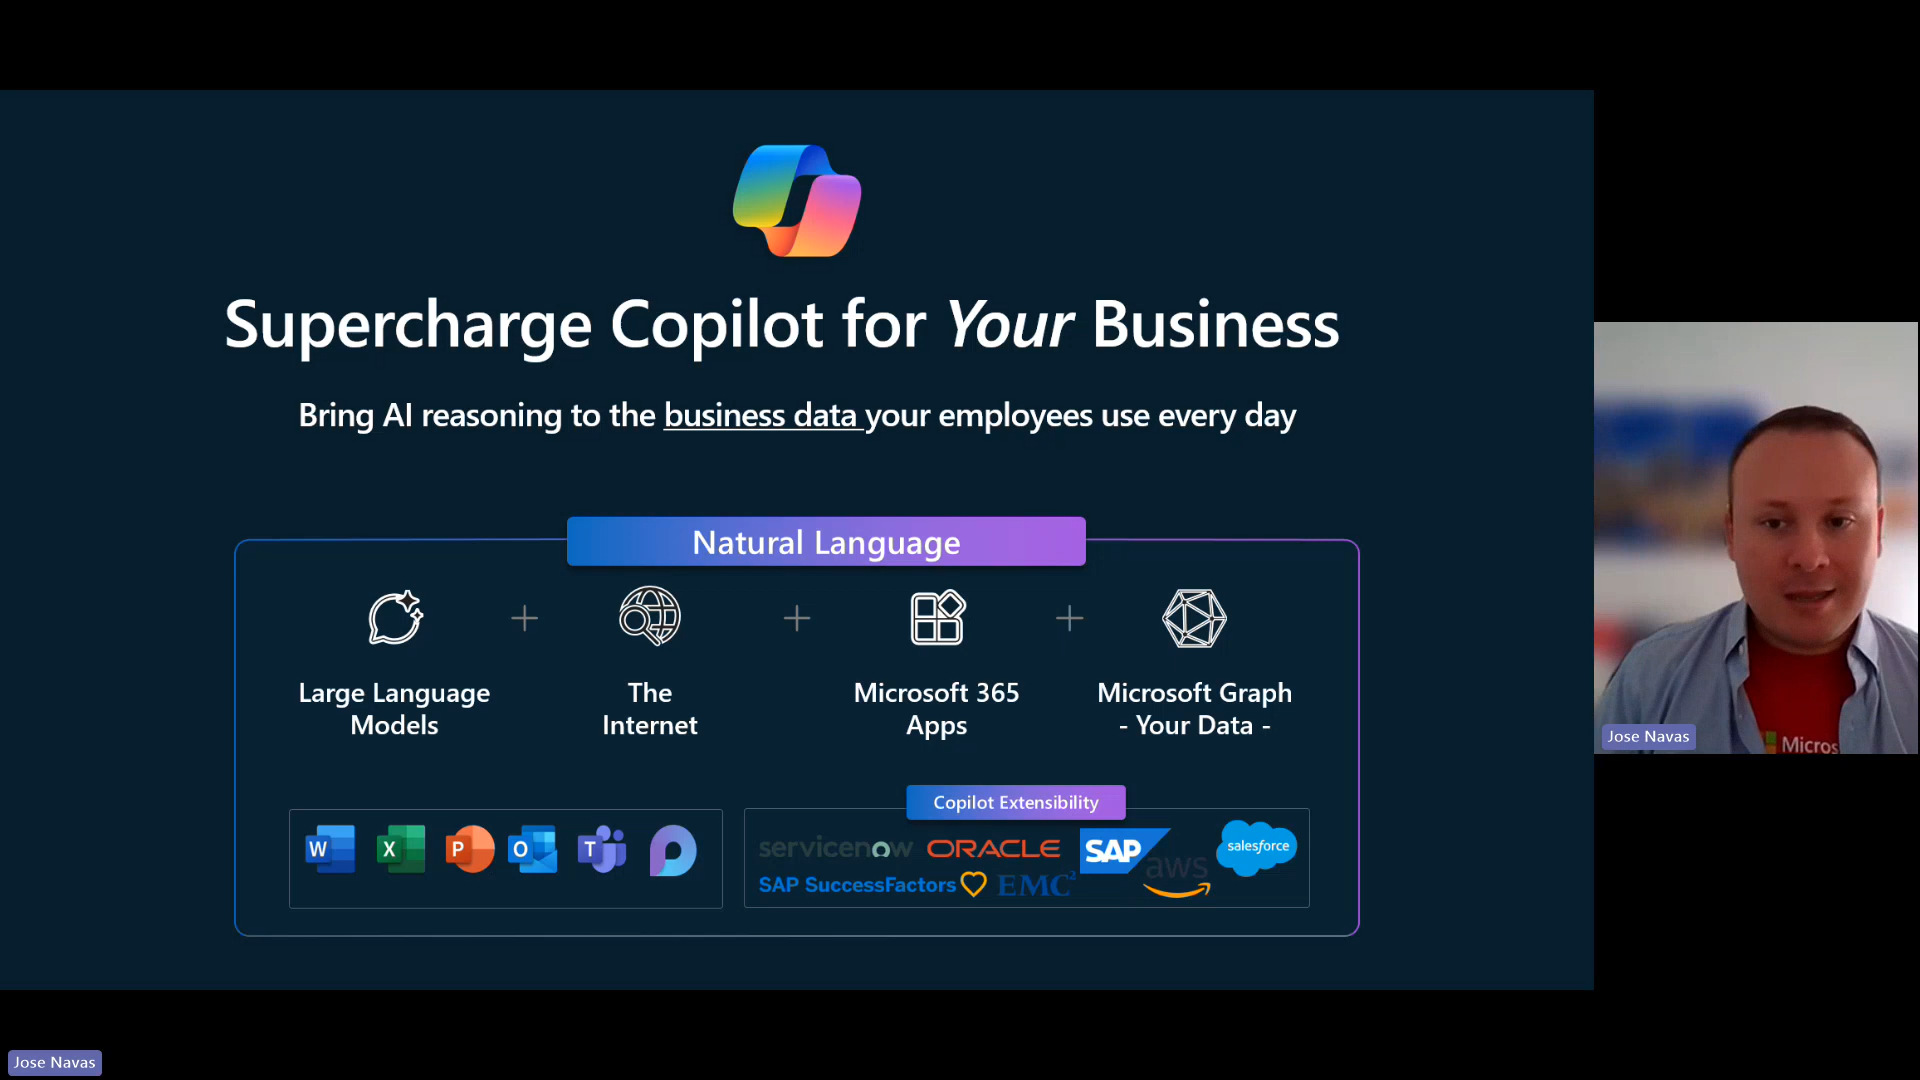 Supercharge Copilot for Your Business
Bring AI reasoning to the business data your employees use every day
Natural Language
Large Language
Models
The
Internet
Microsoft 365
Apps
Microsoft Graph
- Your Data -
Copilot Extensibility
W X P O T
servicenow ORACLE SAP aws salesforce
SAP SuccessFactors EMC²
Micros
Jose Navas
Jose Navas